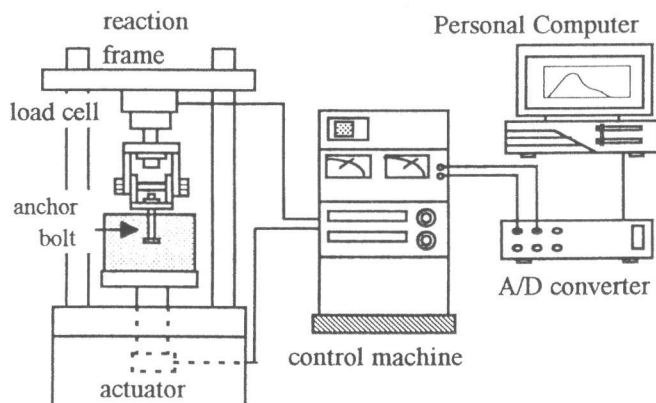 reaction
frame
Personal Computer
load cell
anchor
bolt
A/D converter
control machine
actuator